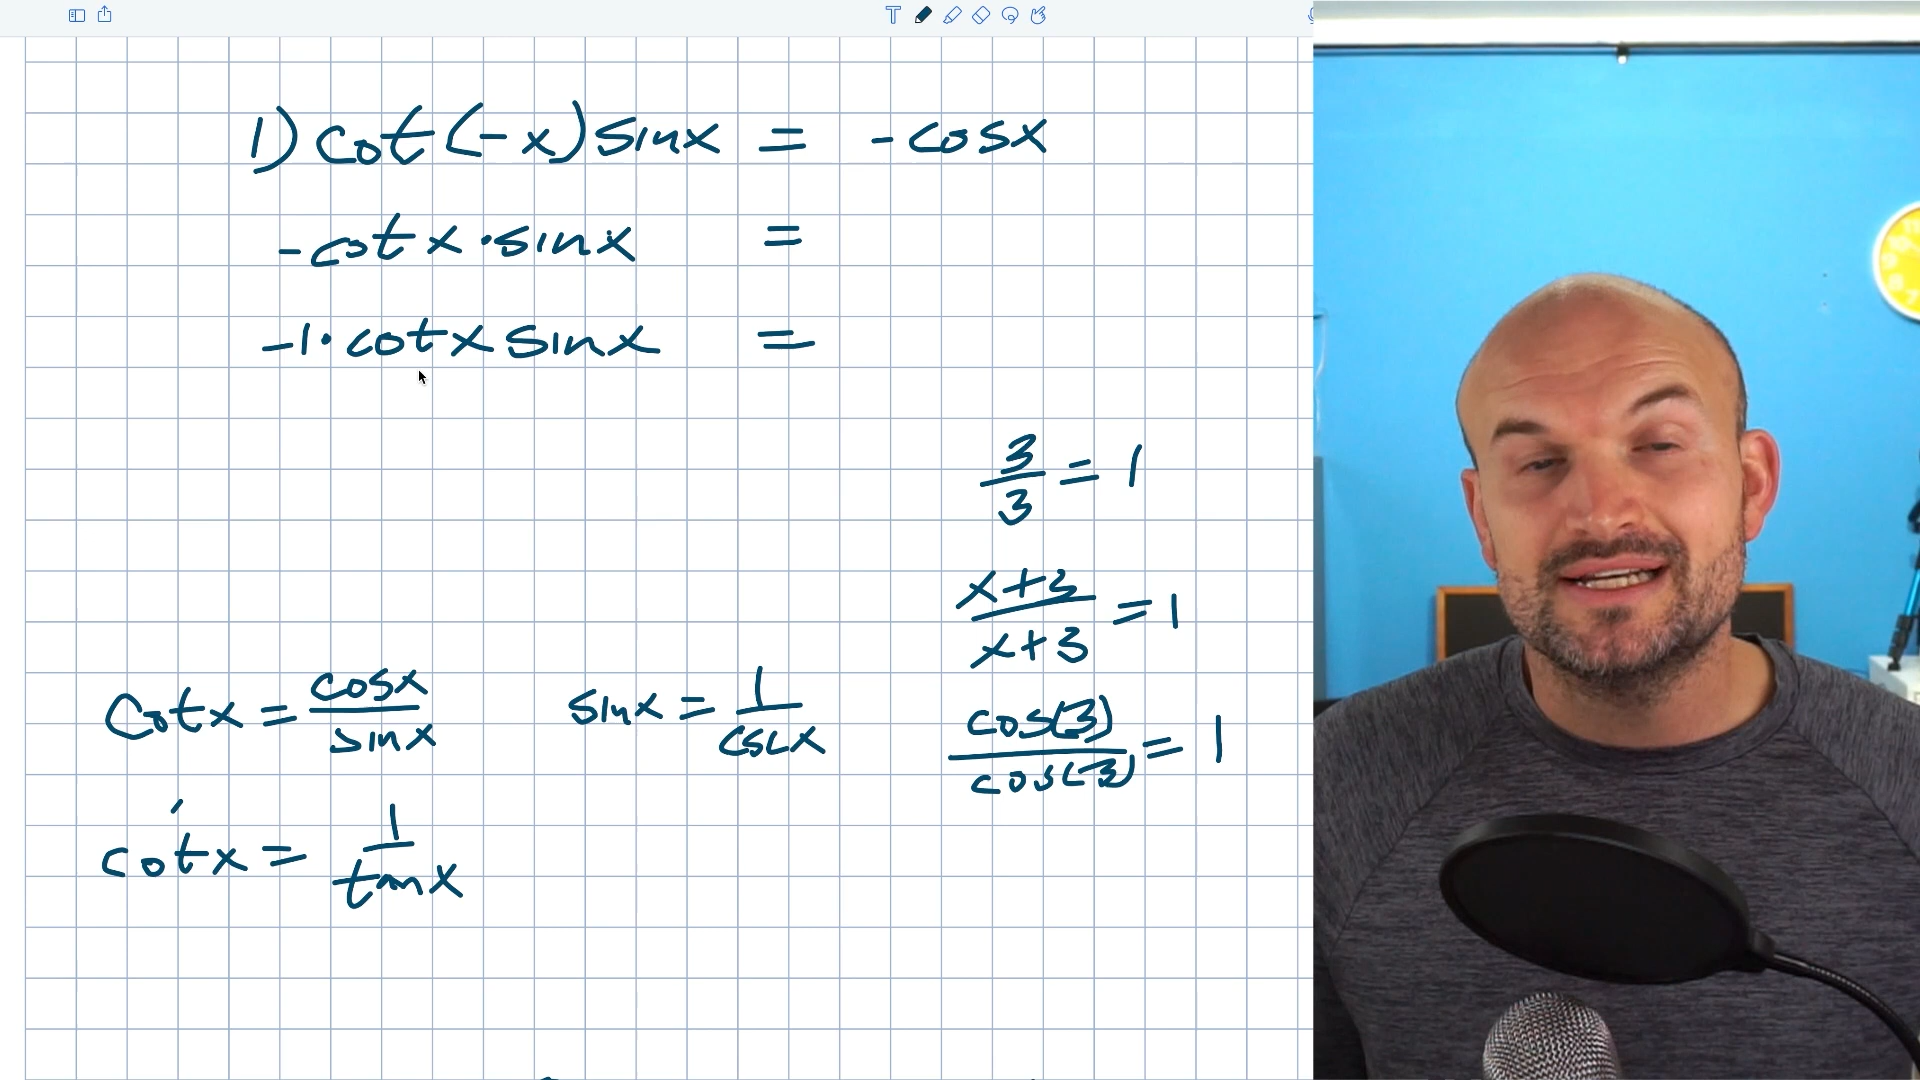 1) cot(-x)sinx = -cosx
-cotx·sinx =
-1·cotx sinx =
3/3 = 1
x+3/x+3 = 1
cotx = cosx/sinx
sinx = 1/cscx
cos(3)/cos(3) = 1
cotx = 1/tanx